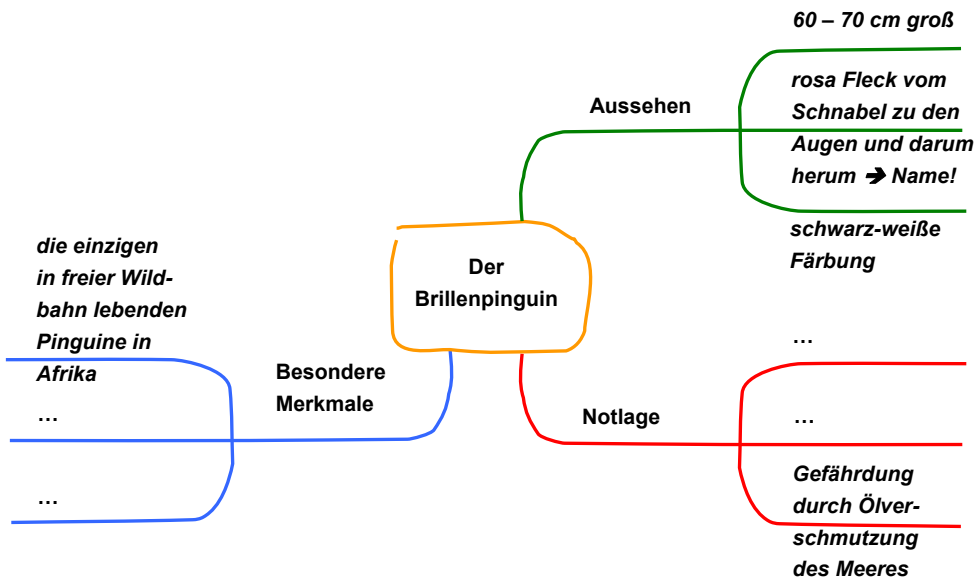 60 – 70 cm groß
Aussehen
rosa Fleck vom
Schnabel zu den
Augen und darum
herum ➔ Name!
schwarz-weiße
Färbung
Der
Brillenpinguin
die einzigen
in freier Wild-
bahn lebenden
Pinguine in
Afrika
…
…
Besondere
Merkmale
Notlage
…
…
Gefährdung
durch Ölver-
schmutzung
des Meeres